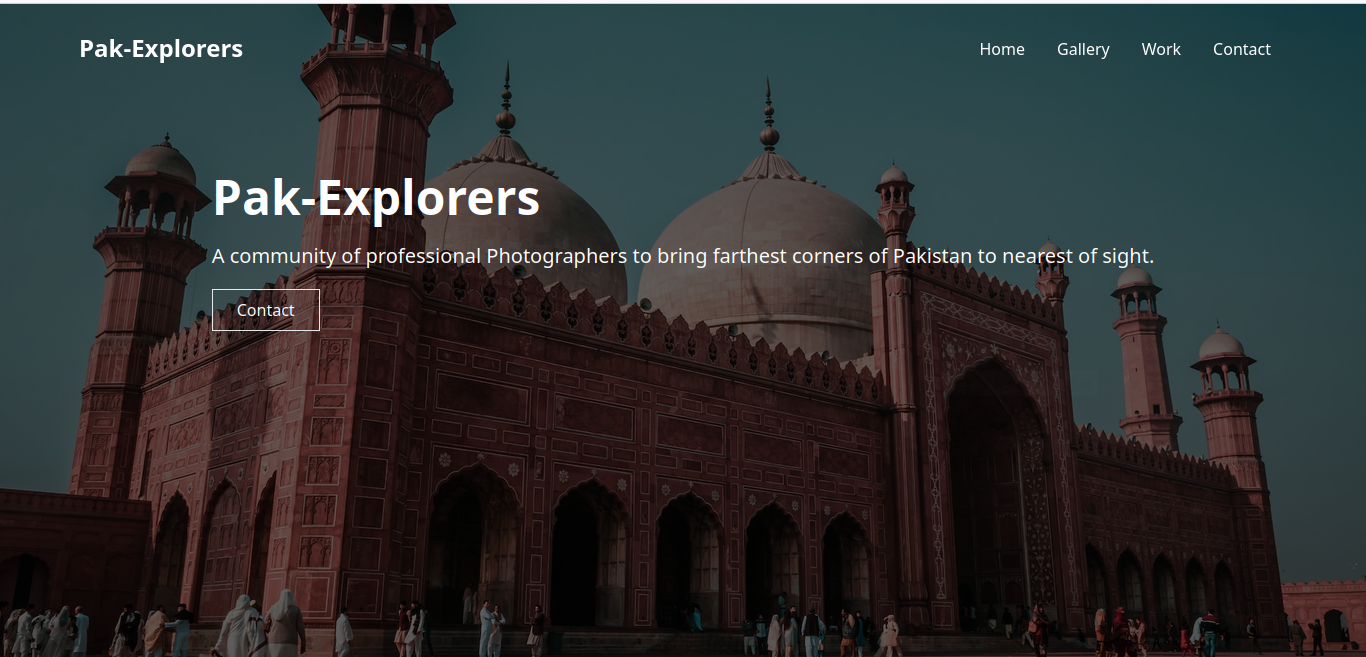 Pak-Explorers
Home Gallery Work Contact
Pak-Explorers
A community of professional Photographers to bring farthest corners of Pakistan to nearest of sight.
Contact